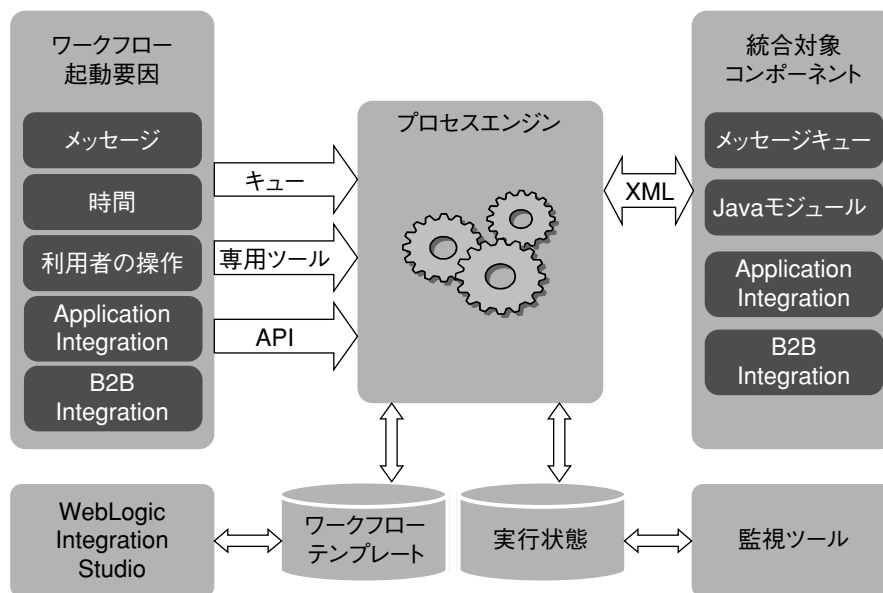 ワークフロー
起動要因
メッセージ
時間
利用者の操作
Application
Integration
B2B
Integration
キュー
専用ツール
API
プロセスエンジン
XML
統合対象
コンポーネント
メッセージキュー
Javaモジュール
Application
Integration
B2B
Integration
WebLogic
Integration
Studio
ワークフロー
テンプレート
実行状態
監視ツール